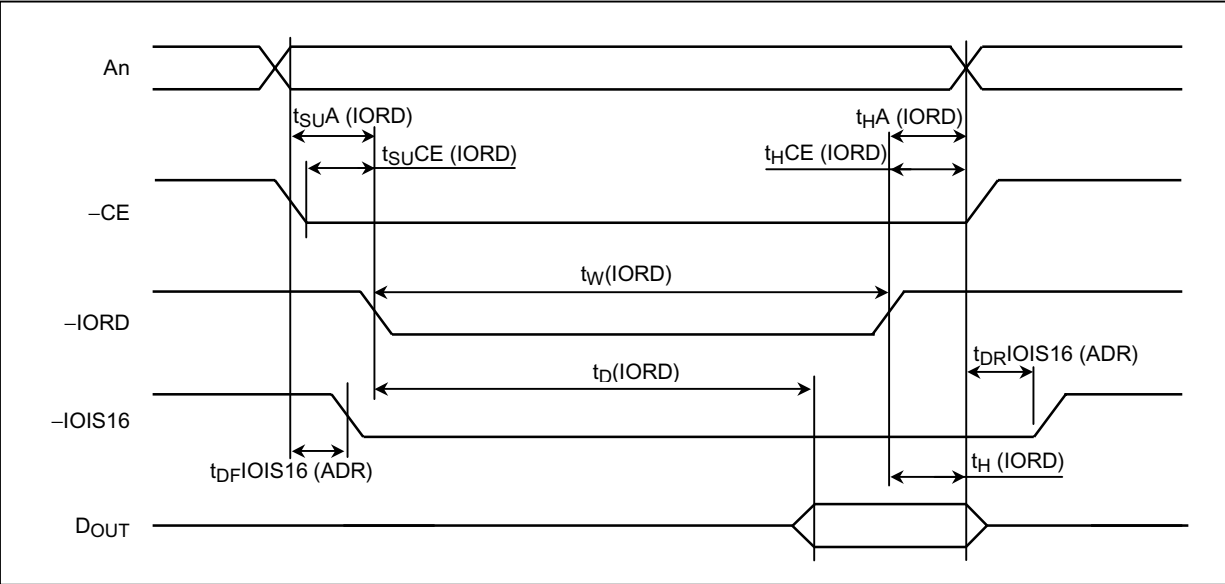 An
tSUA (IORD)
tHA (IORD)
tSUCE (IORD)
tHCE (IORD)
−CE
tW(IORD)
−IORD
tDRIOIS16 (ADR)
tD(IORD)
−IOIS16
tDFIOIS16 (ADR)
tH (IORD)
DOUT